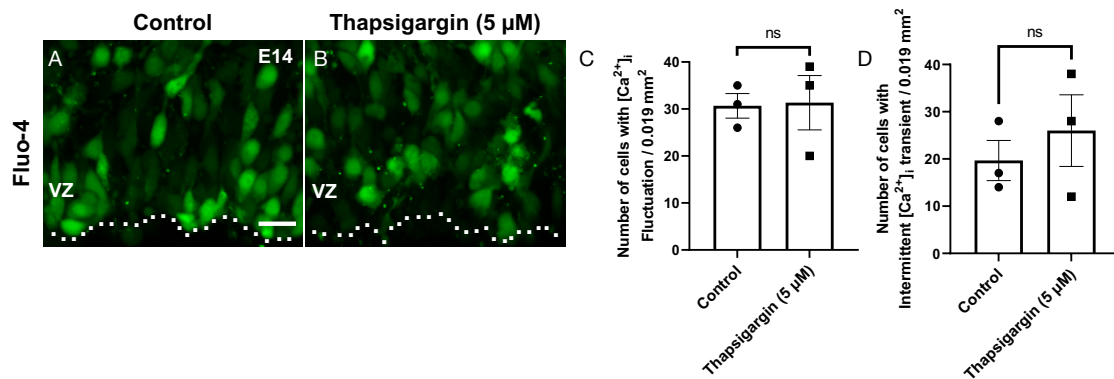 Control
Thapsigargin (5 µM)
Fluo-4
A
E14
VZ
B
VZ
C
Number of cells with [Ca²⁺]i
Fluctuation / 0.019 mm²
ns
40
30
20
10
0
Control
Thapsigargin (5 µM)
D
Number of cells with
Intermittent [Ca²⁺]i transient / 0.019 mm²
ns
40
30
20
10
0
Control
Thapsigargin (5 µM)